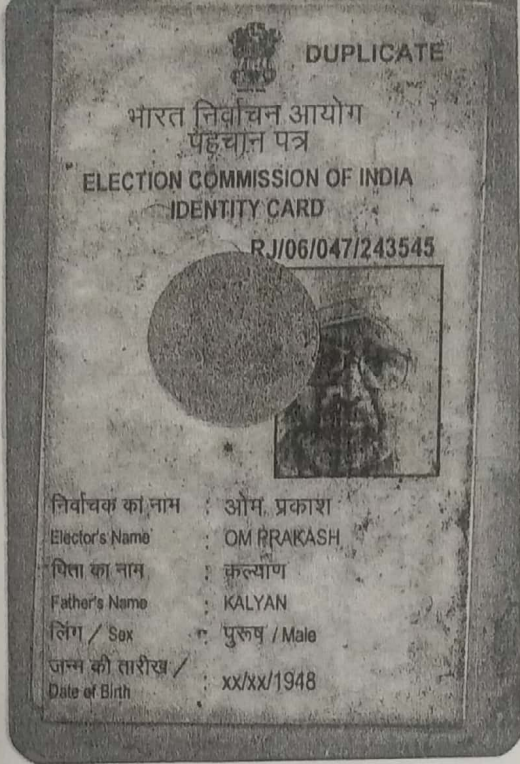 DUPLICATE
भारत निर्वाचन आयोग
पहचान पत्र
ELECTION COMMISSION OF INDIA
IDENTITY CARD
RJ/06/047/243545
निर्वाचक का नाम : ओम प्रकाश
Elector's Name : OM PRAKASH
पिता का नाम : कल्याण
Father's Name : KALYAN
लिंग / Sex : पुरूष / Male
जन्म की तारीख /
Date of Birth : xx/xx/1948